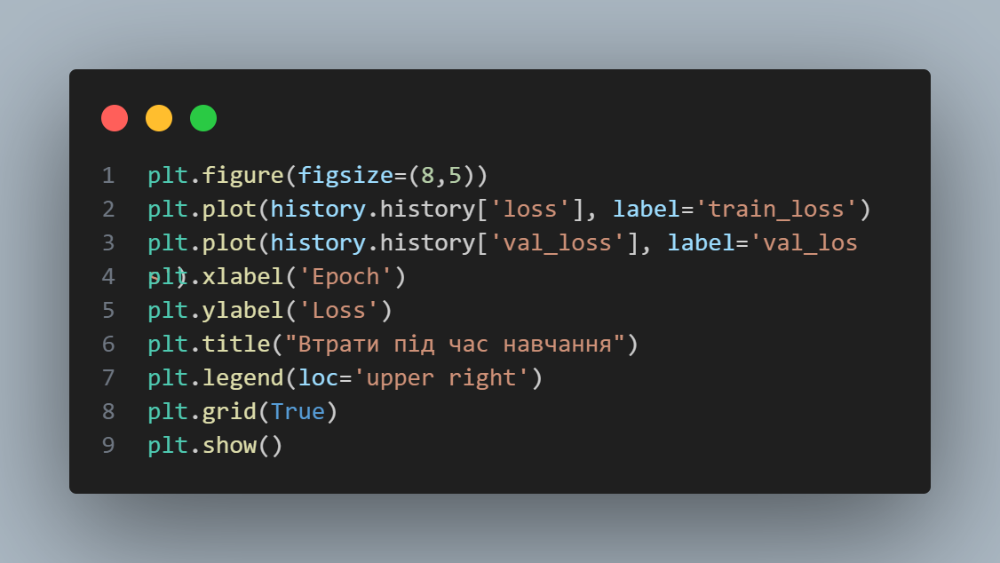 1 plt.figure(figsize=(8,5))
2 plt.plot(history.history['loss'], label='train_loss')
3 plt.plot(history.history['val_loss'], label='val_los
s')
4 plt.xlabel('Epoch')
5 plt.ylabel('Loss')
6 plt.title("Втрати під час навчання")
7 plt.legend(loc='upper right')
8 plt.grid(True)
9 plt.show()